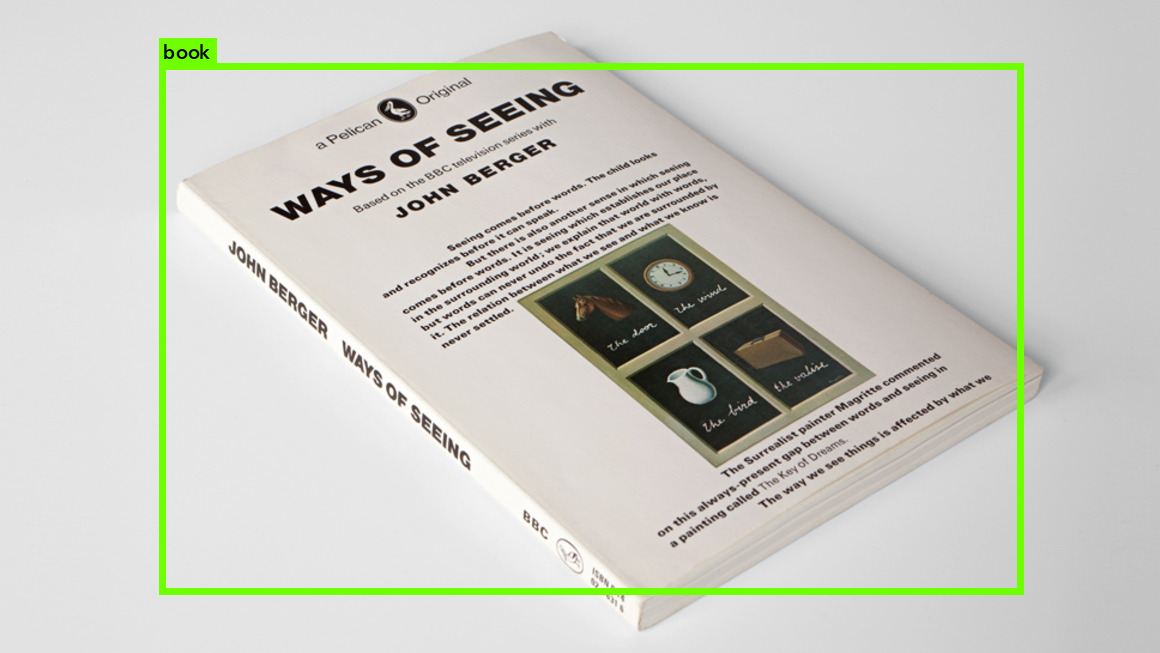 book
a Pelican Original
WAYS OF SEEING
Based on the BBC television series with
JOHN BERGER
Seeing comes before words. The child looks
and recognizes before it can speak.
But there is also another sense in which seeing
comes before words. It is seeing which establishes our place
in the surrounding world; we explain that world with words,
but words can never undo the fact that we are surrounded by
it. The relation between what we see and what we know is
never settled.
the door
the wind
the bird
the valise
The Surrealist painter Magritte commented
on this always-present gap between words and seeing in
a painting called The Key of Dreams.
The way we see things is affected by what we
JOHN BERGER WAYS OF SEEING
BBC
ISBN